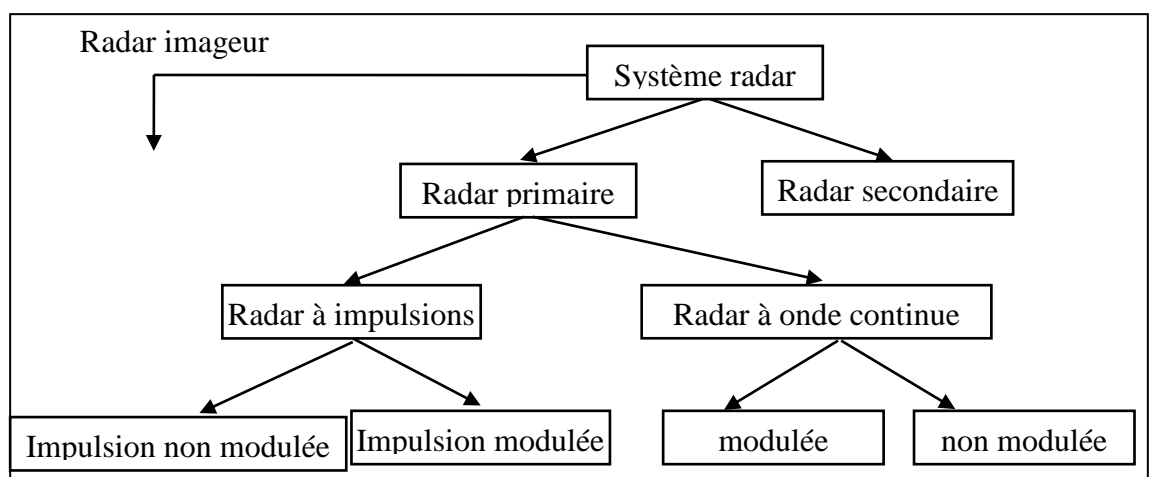 Radar imageur
Système radar
Radar primaire
Radar secondaire
Radar à impulsions
Radar à onde continue
Impulsion non modulée
Impulsion modulée
modulée
non modulée